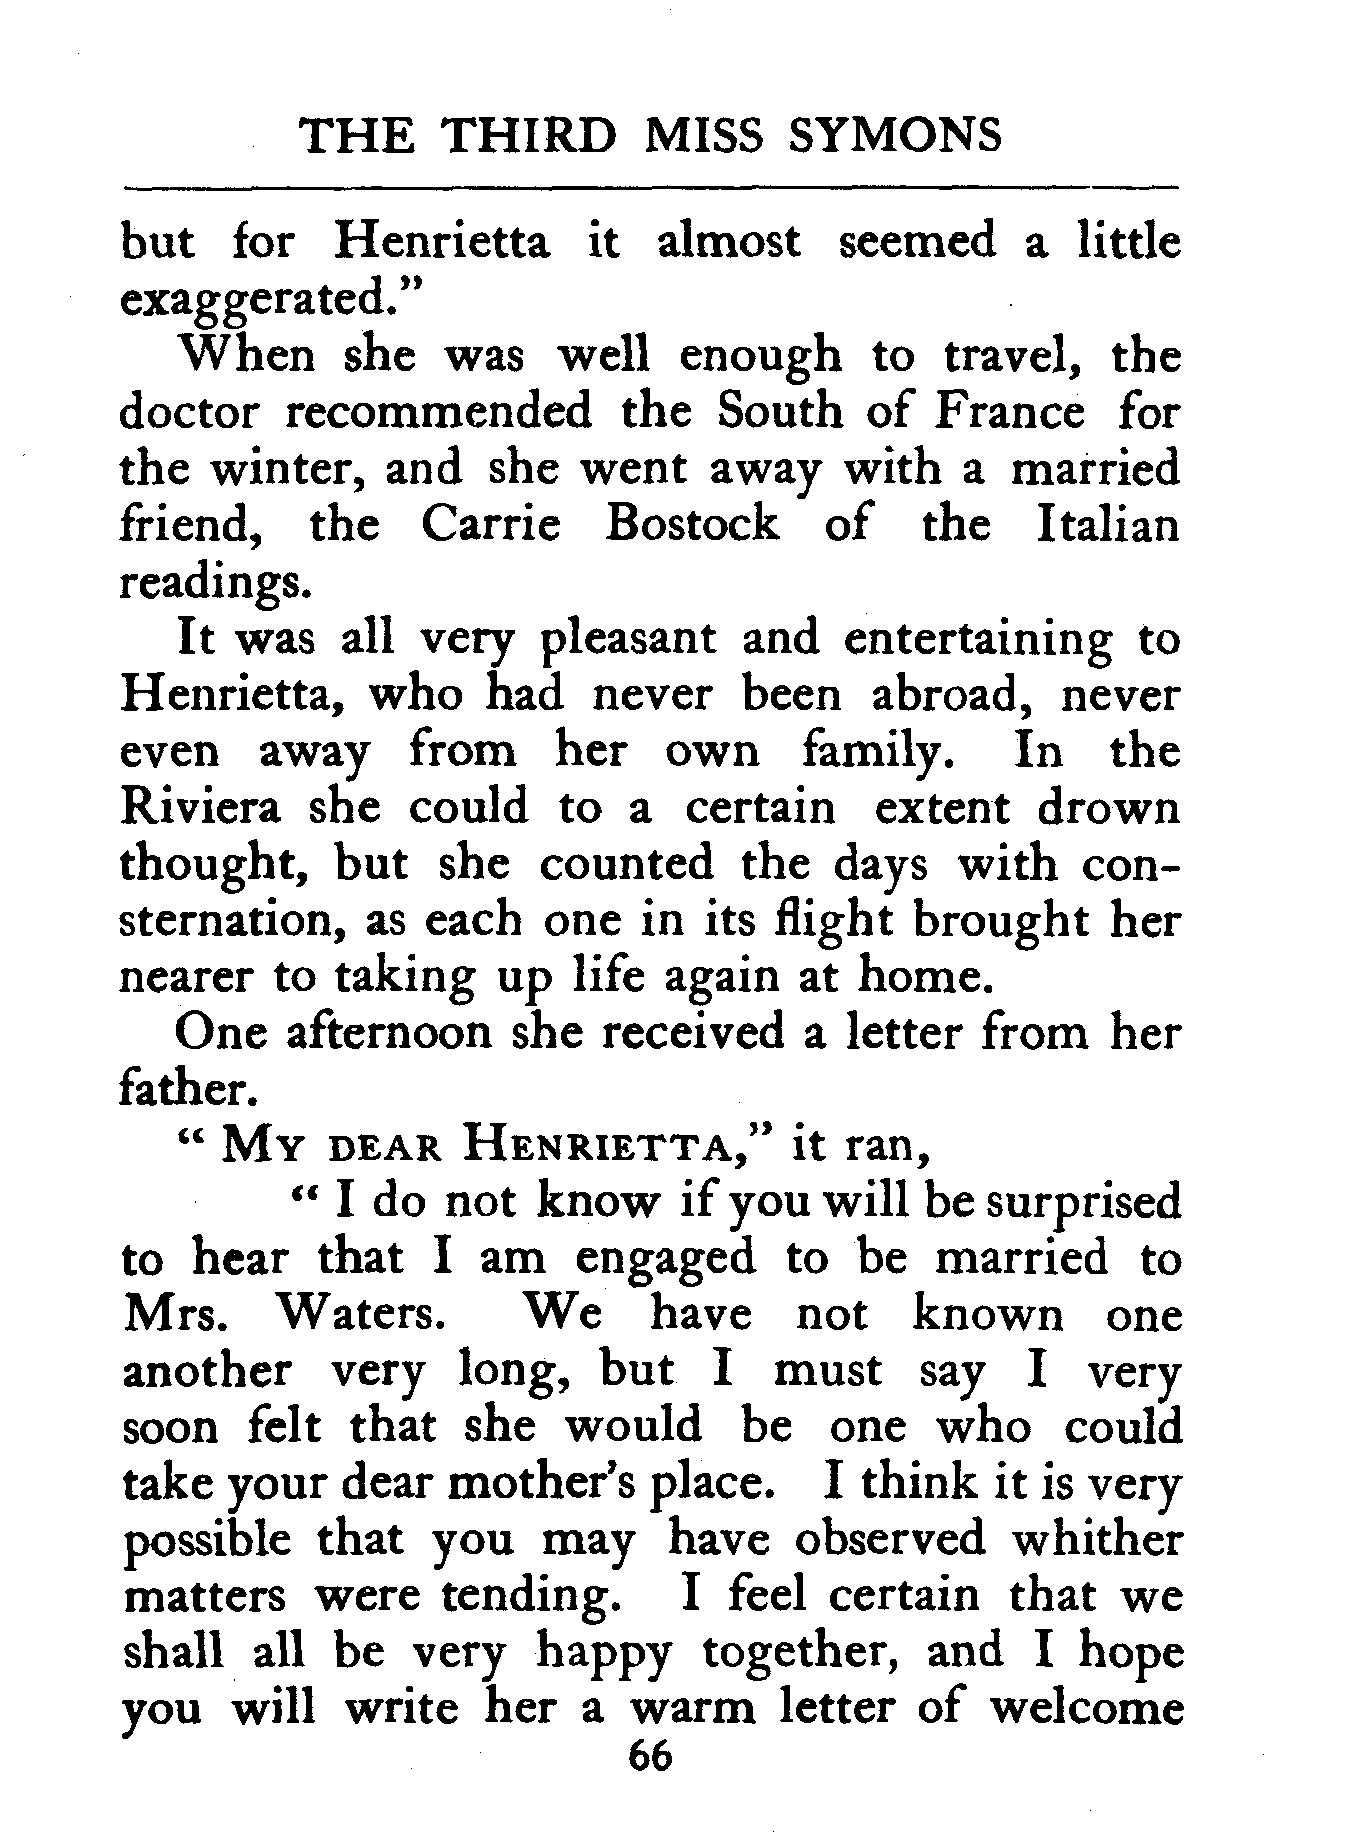 THE THIRD MISS SYMONS
but for Henrietta it almost seemed a little
exaggerated.”
When she was well enough to travel, the
doctor recommended the South of France for
the winter, and she went away with a married
friend, the Carrie Bostock of the Italian
readings.
It was all very pleasant and entertaining to
Henrietta, who had never been abroad, never
even away from her own family. In the
Riviera she could to a certain extent drown
thought, but she counted the days with con-
sternation, as each one in its flight brought her
nearer to taking up life again at home.
One afternoon she received a letter from her
father.
“ My dear Henrietta,” it ran,
“ I do not know if you will be surprised
to hear that I am engaged to be married to
Mrs. Waters. We have not known one
another very long, but I must say I very
soon felt that she would be one who could
take your dear mother’s place. I think it is very
possible that you may have observed whither
matters were tending. I feel certain that we
shall all be very happy together, and I hope
you will write her a warm letter of welcome
66